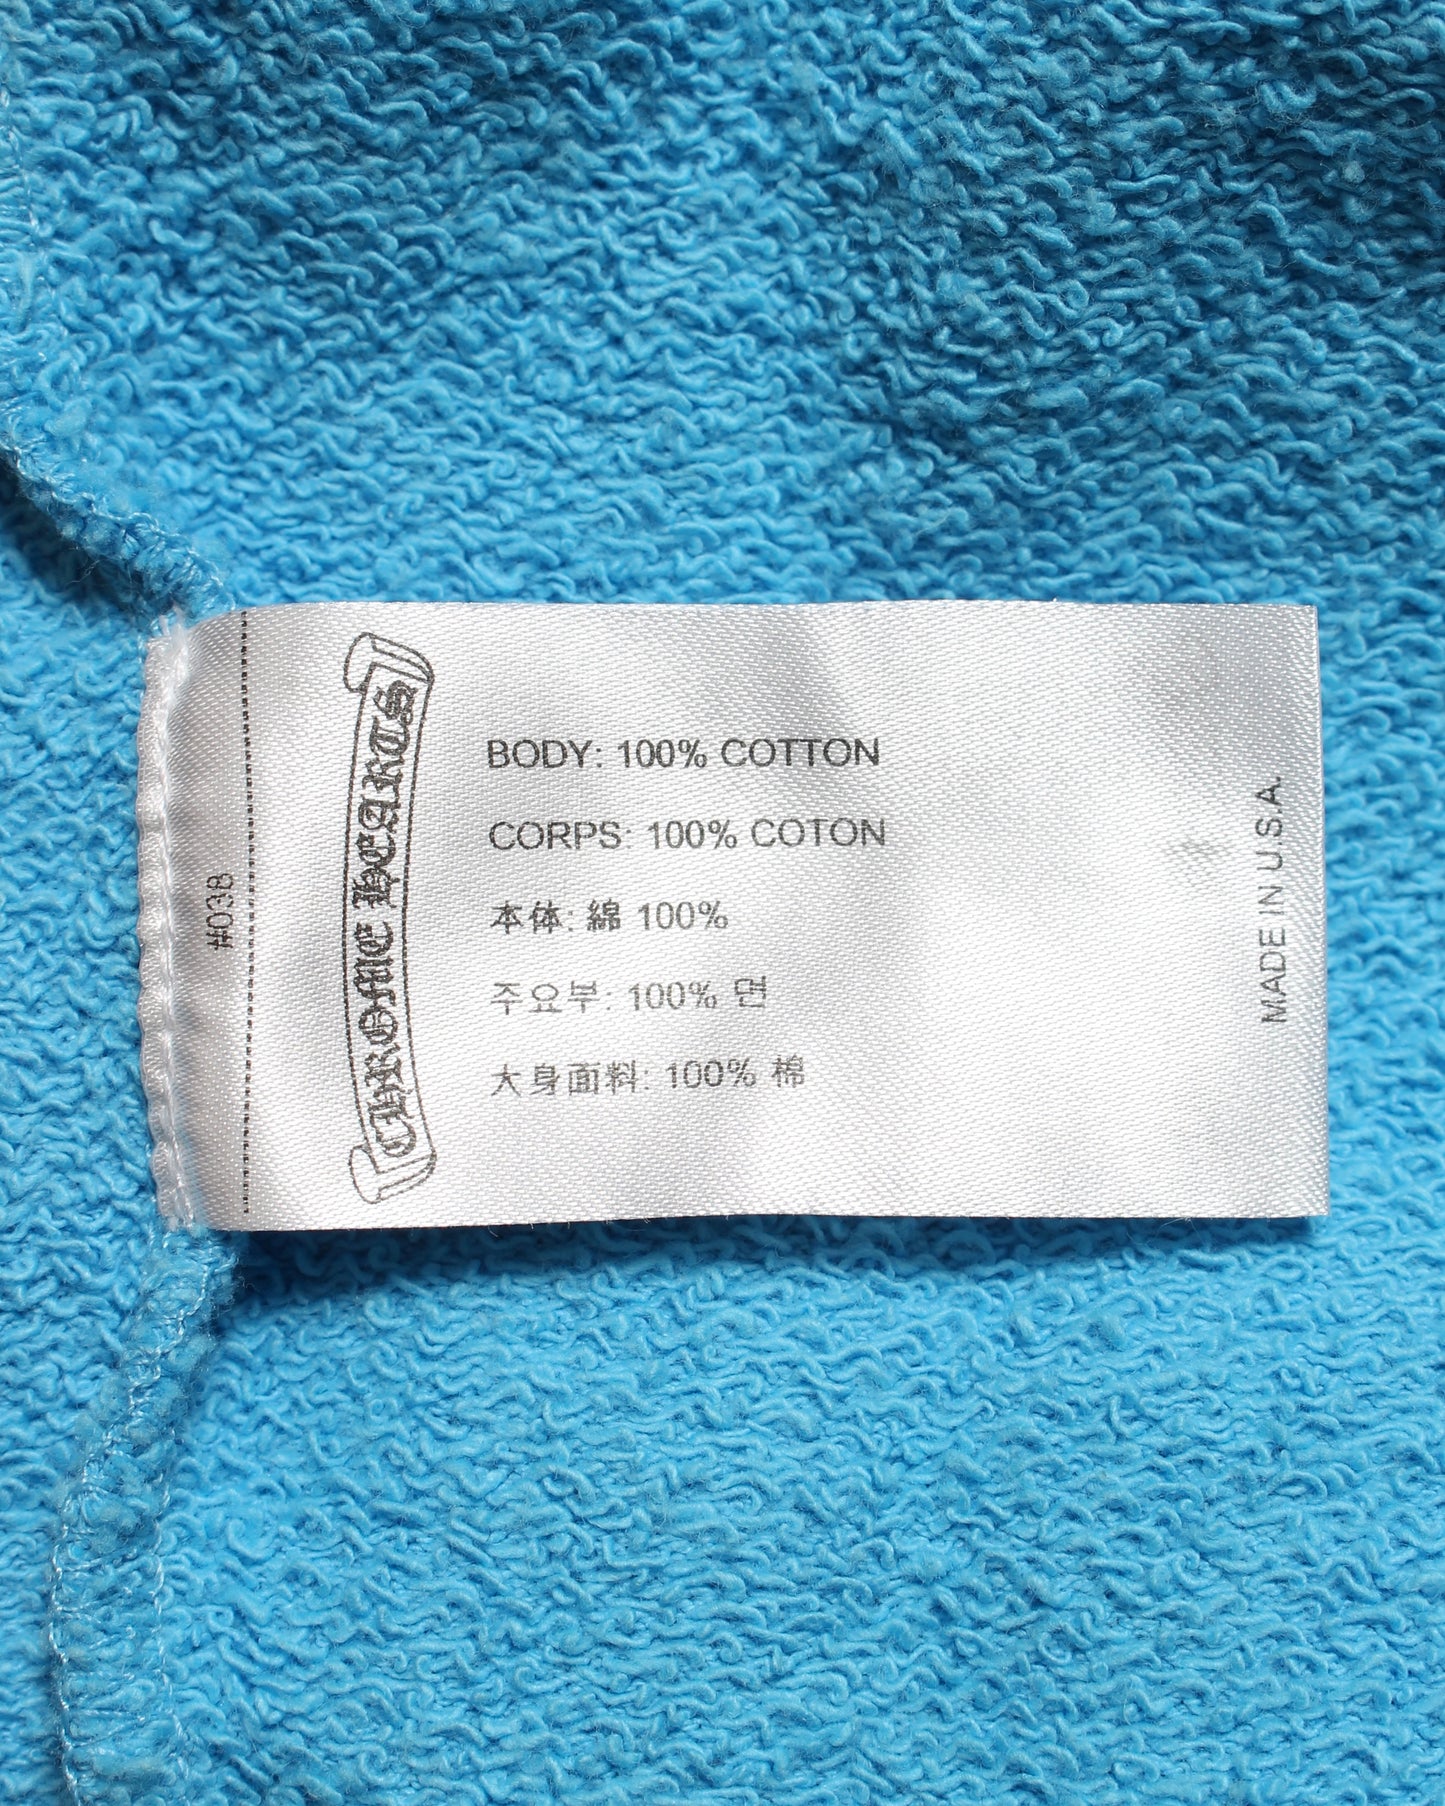 #038
CHROME HEARTS
BODY: 100% COTTON
CORPS: 100% COTON
本体: 綿 100%
주요부: 100% 면
大身面料: 100% 棉
MADE IN U.S.A.